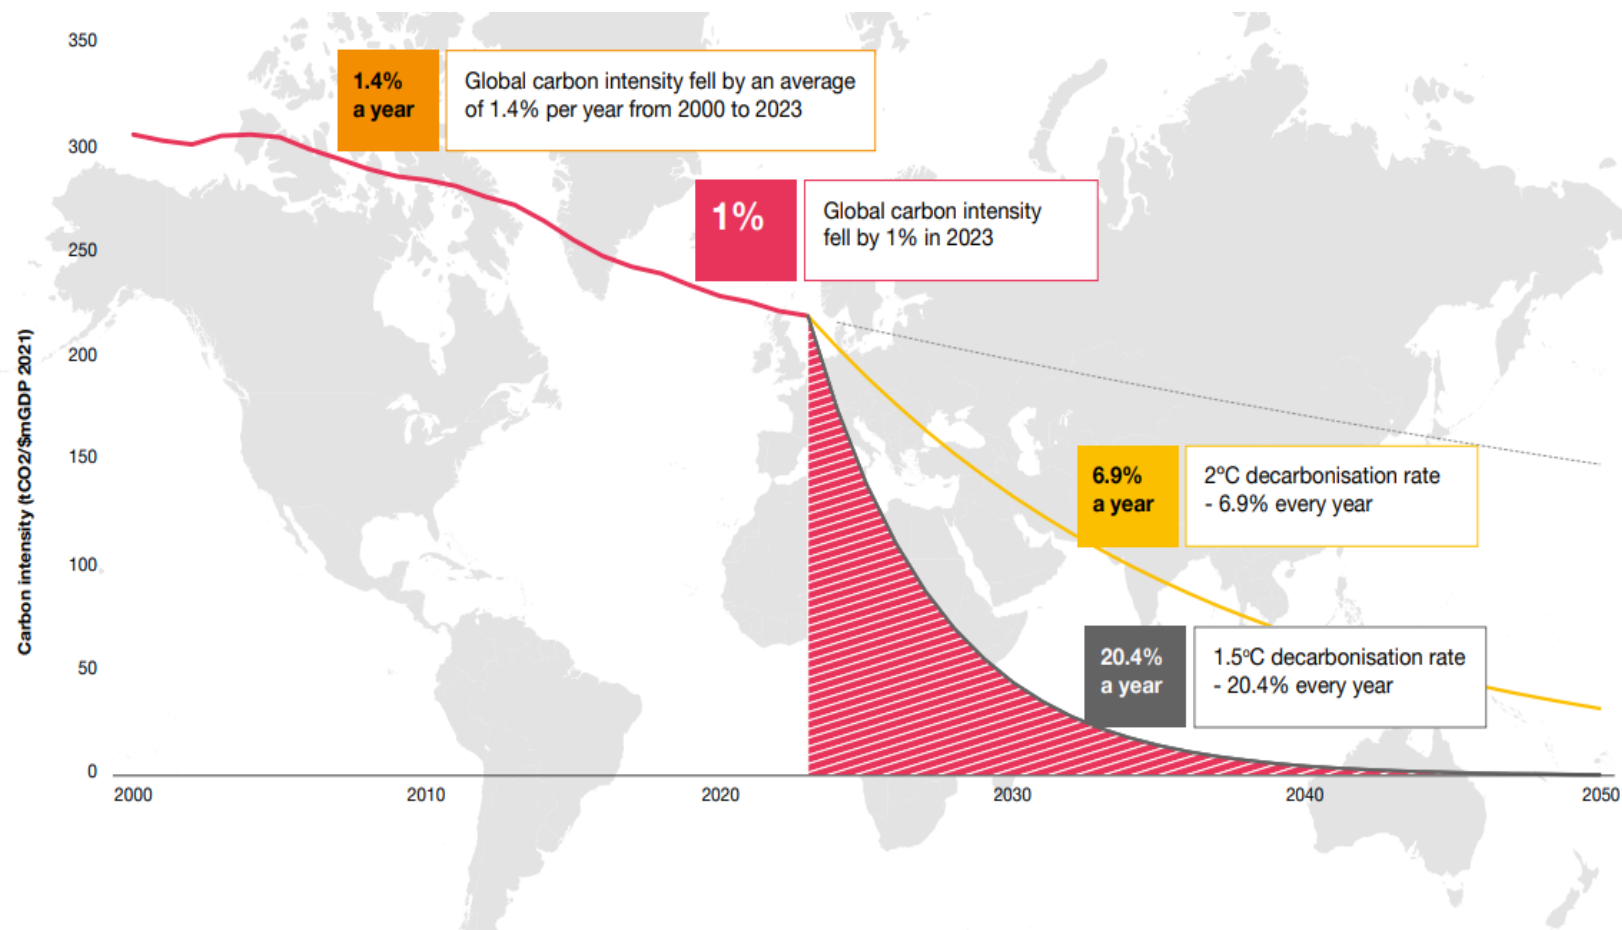 350
1.4%
a year
Global carbon intensity fell by an average
of 1.4% per year from 2000 to 2023
300
1%
Global carbon intensity
fell by 1% in 2023
250
200
Carbon intensity (tCO2/$mGDP 2021)
150
6.9%
a year
2ºC decarbonisation rate
- 6.9% every year
100
50
20.4%
a year
1.5ºC decarbonisation rate
- 20.4% every year
0
2000
2010
2020
2030
2040
2050